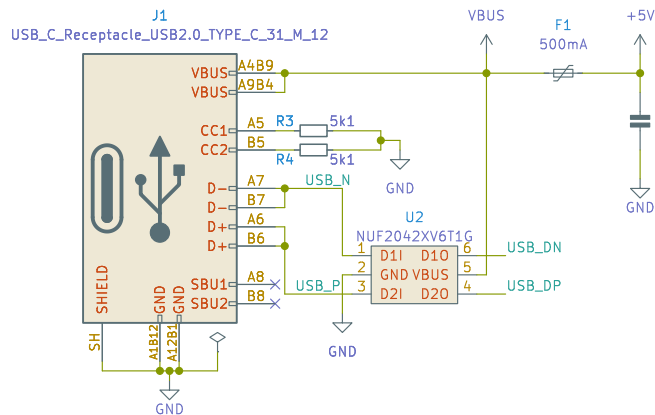 J1
USB_C_Receptacle_USB2.0_TYPE_C_31_M_12
VBUS
F1
500mA
+5V
VBUS A4B9
VBUS A9B4
CC1 A5 R3 5k1
CC2 B5 R4 5k1
GND
GND
D- A7 USB_N
D- B7
D+ A6
D+ B6 USB_P
U2
NUF2042XV6T1G
1 D1I D1O 6 USB_DN
2 GND VBUS 5
3 D2I D2O 4 USB_DP
GND
SBU1 A8
SBU2 B8
SHIELD
GND
GND
SH
A1B12
A12B1
GND